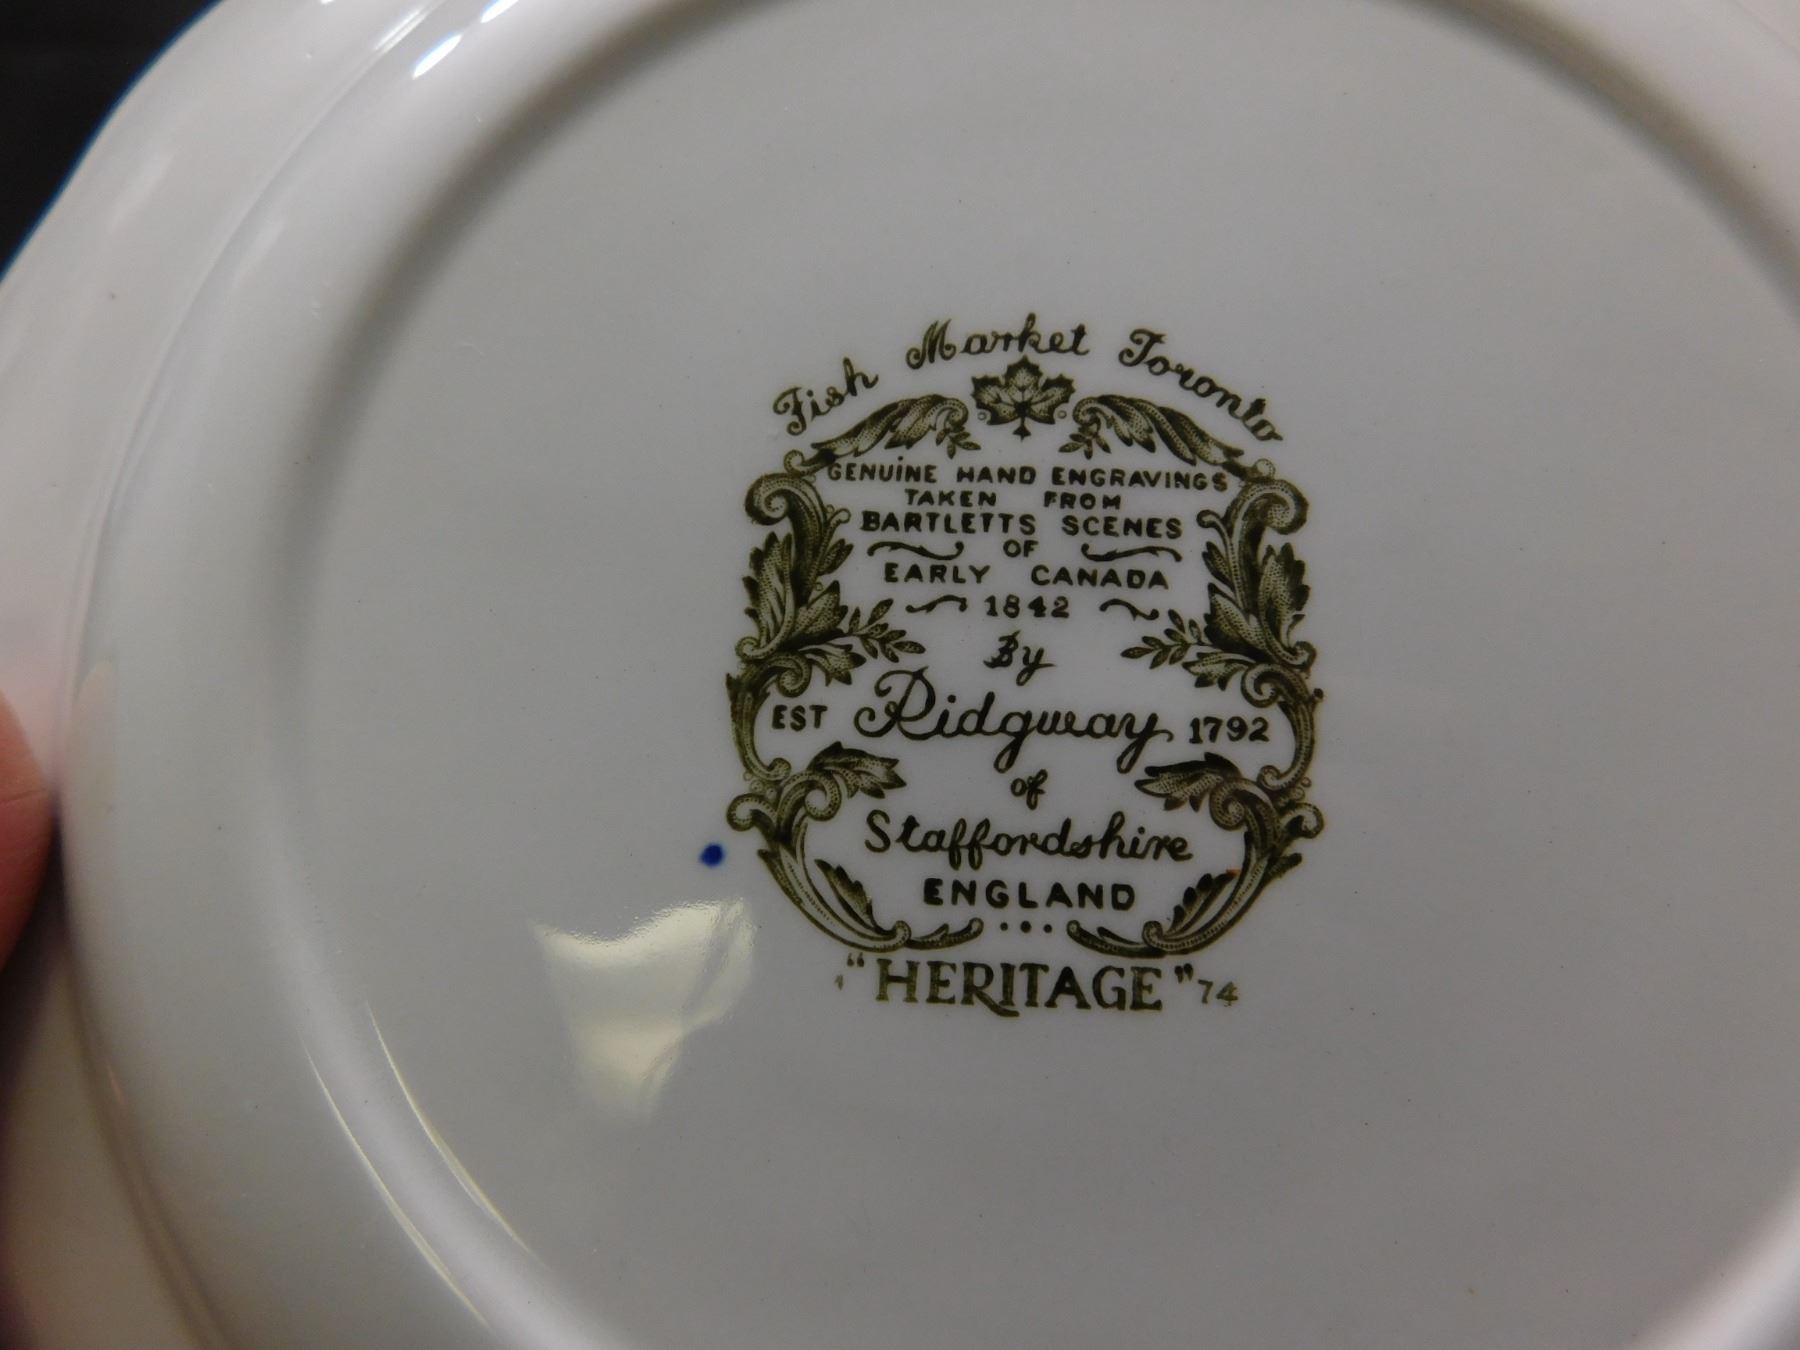 Fish Market Toronto
GENUINE HAND ENGRAVINGS
TAKEN FROM
BARTLETTS SCENES
OF
EARLY CANADA
1842
By
EST Ridgway 1792
of
Staffordshire
ENGLAND
"HERITAGE" 74